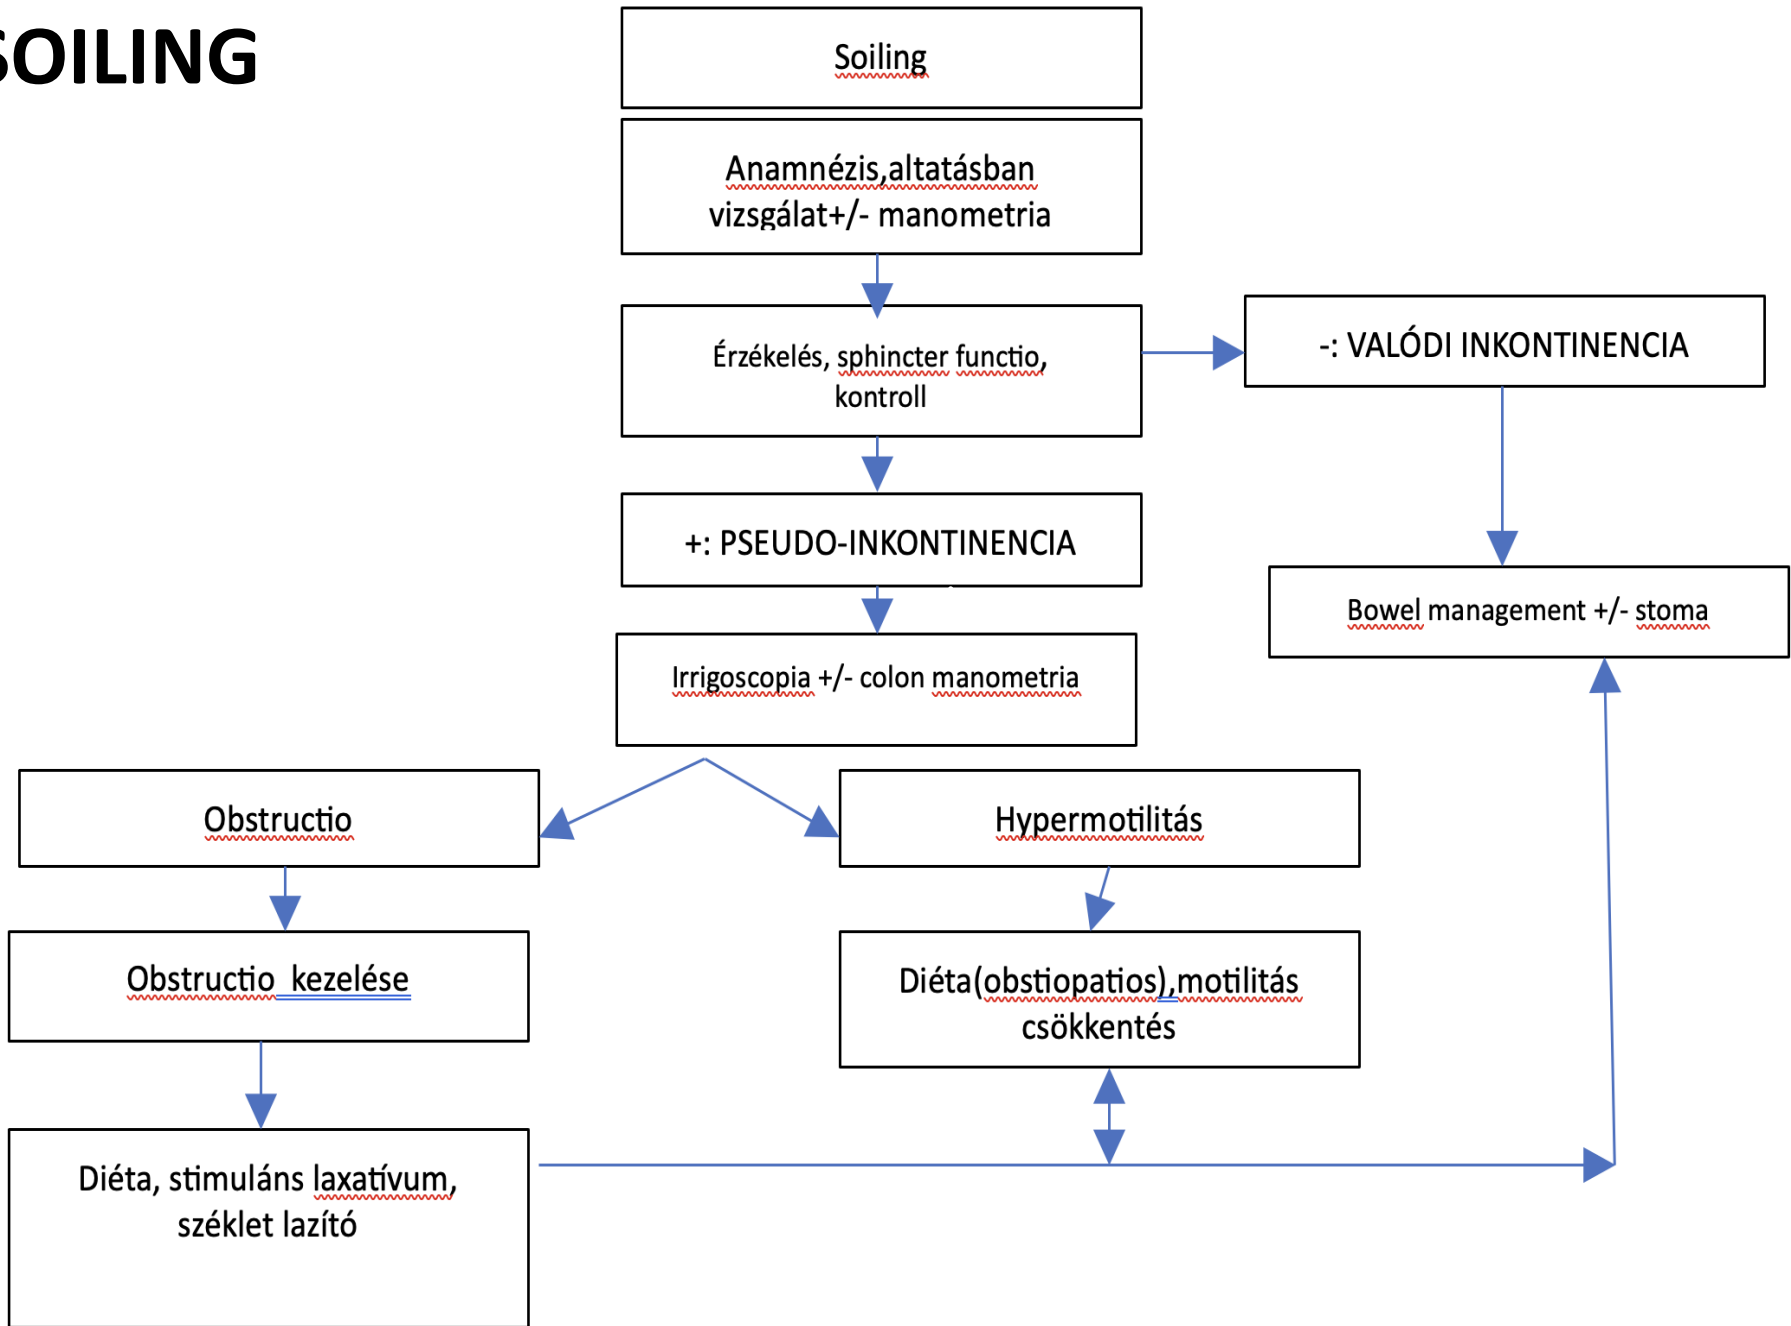 SOILING
Soiling
Anamnézis,altatásban
vizsgálat+/- manometria
Érzékelés, sphincter functio,
kontroll
-: VALÓDI INKONTINENCIA
+: PSEUDO-INKONTINENCIA
Bowel management +/- stoma
Irrigoscopia +/- colon manometria
Obstructio
Hypermotilitás
Obstructio  kezelése
Diéta(obstiopatios),motilitás
csökkentés
Diéta, stimuláns laxatívum,
széklet lazító